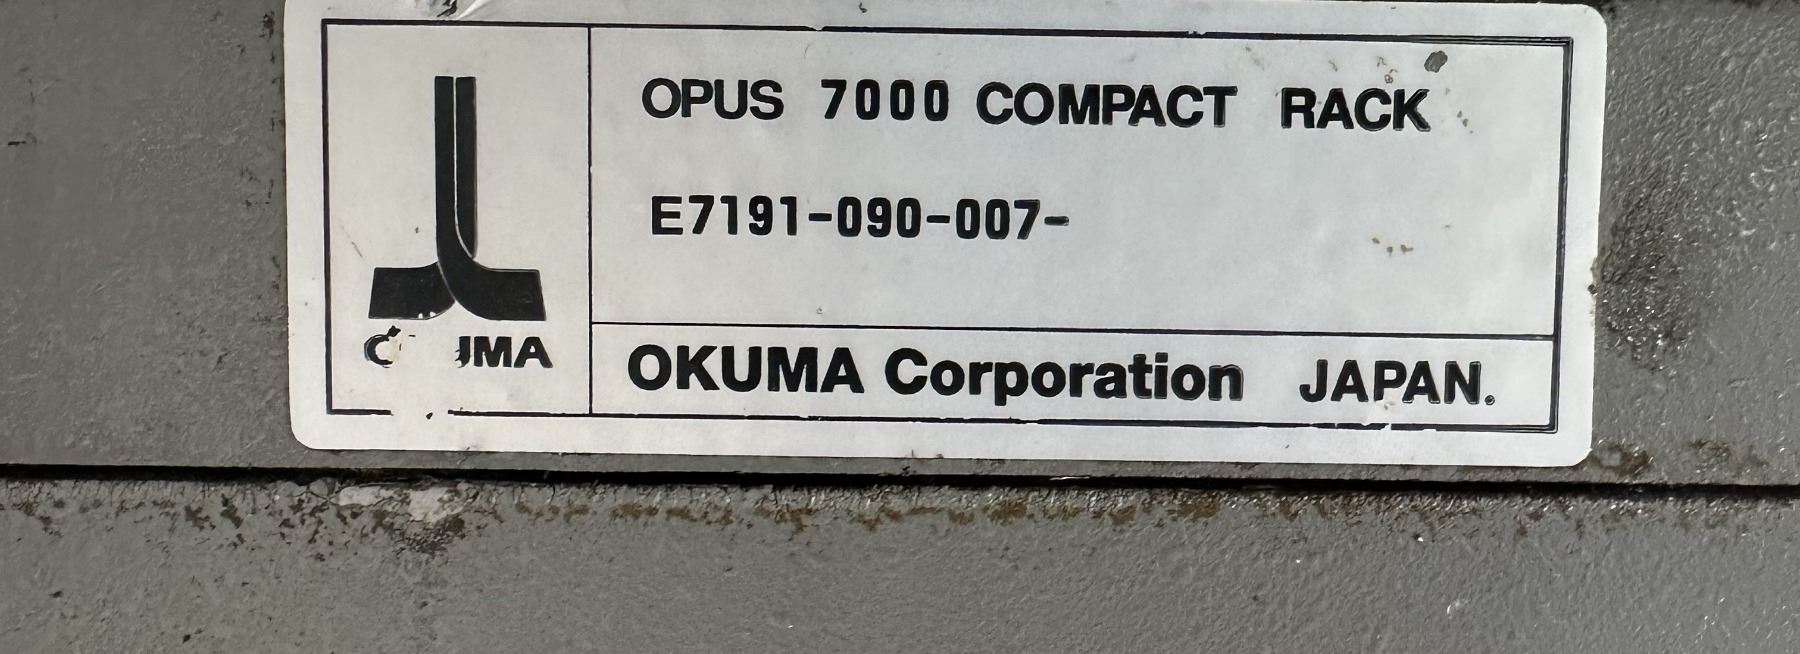 OPUS 7000 COMPACT RACK
E7191-090-007-
OKUMA Corporation JAPAN.